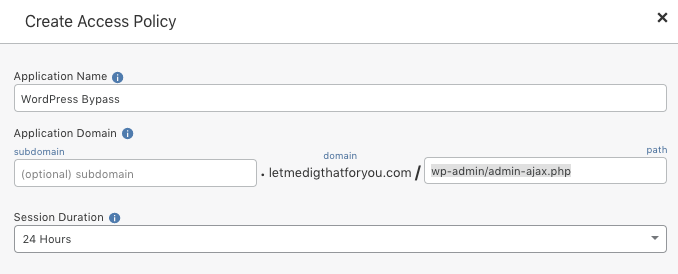 Create Access Policy ×
Application Name i
WordPress Bypass
Application Domain i
subdomain domain path
(optional) subdomain . letmedigthatforyou.com / wp-admin/admin-ajax.php
Session Duration i
24 Hours